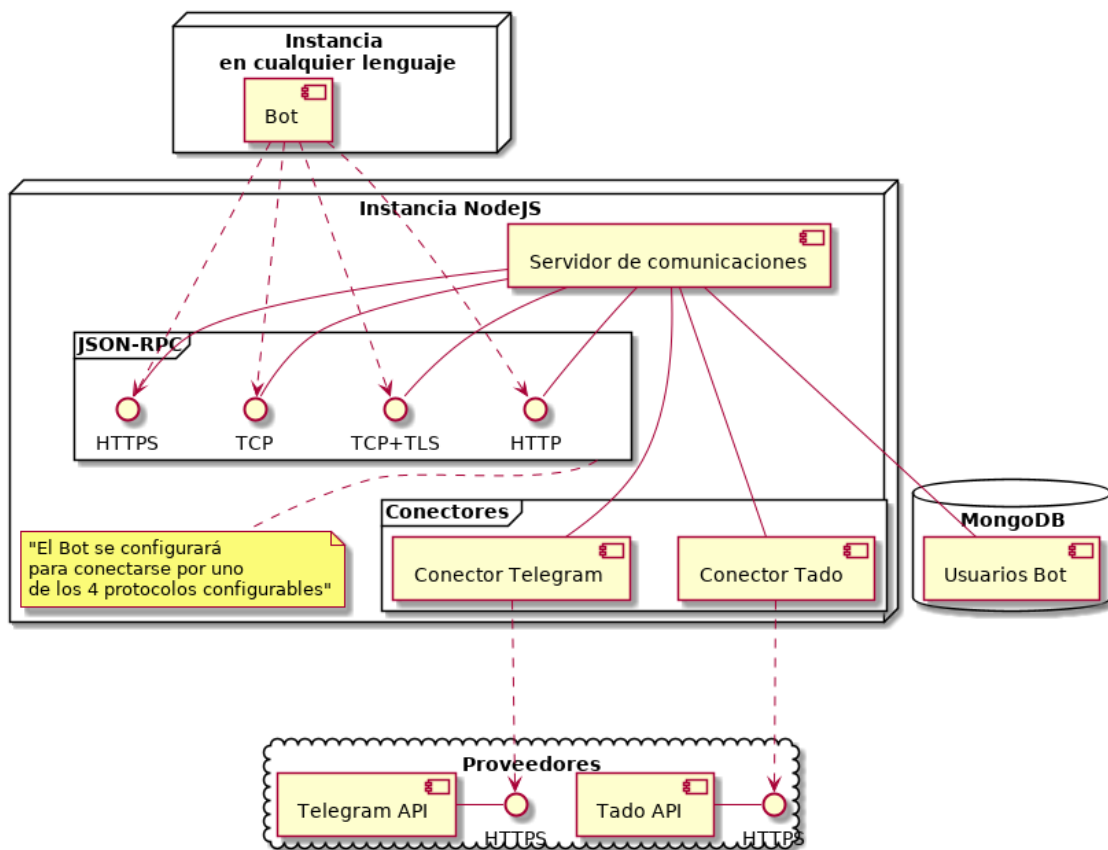 Instancia
en cualquier lenguaje
Bot
Instancia NodeJS
Servidor de comunicaciones
JSON-RPC
HTTPS
TCP
TCP+TLS
HTTP
"El Bot se configurará
para conectarse por uno
de los 4 protocolos configurables"
Conectores
Conector Telegram
Conector Tado
MongoDB
Usuarios Bot
Proveedores
Telegram API
HTTPS
Tado API
HTTPS